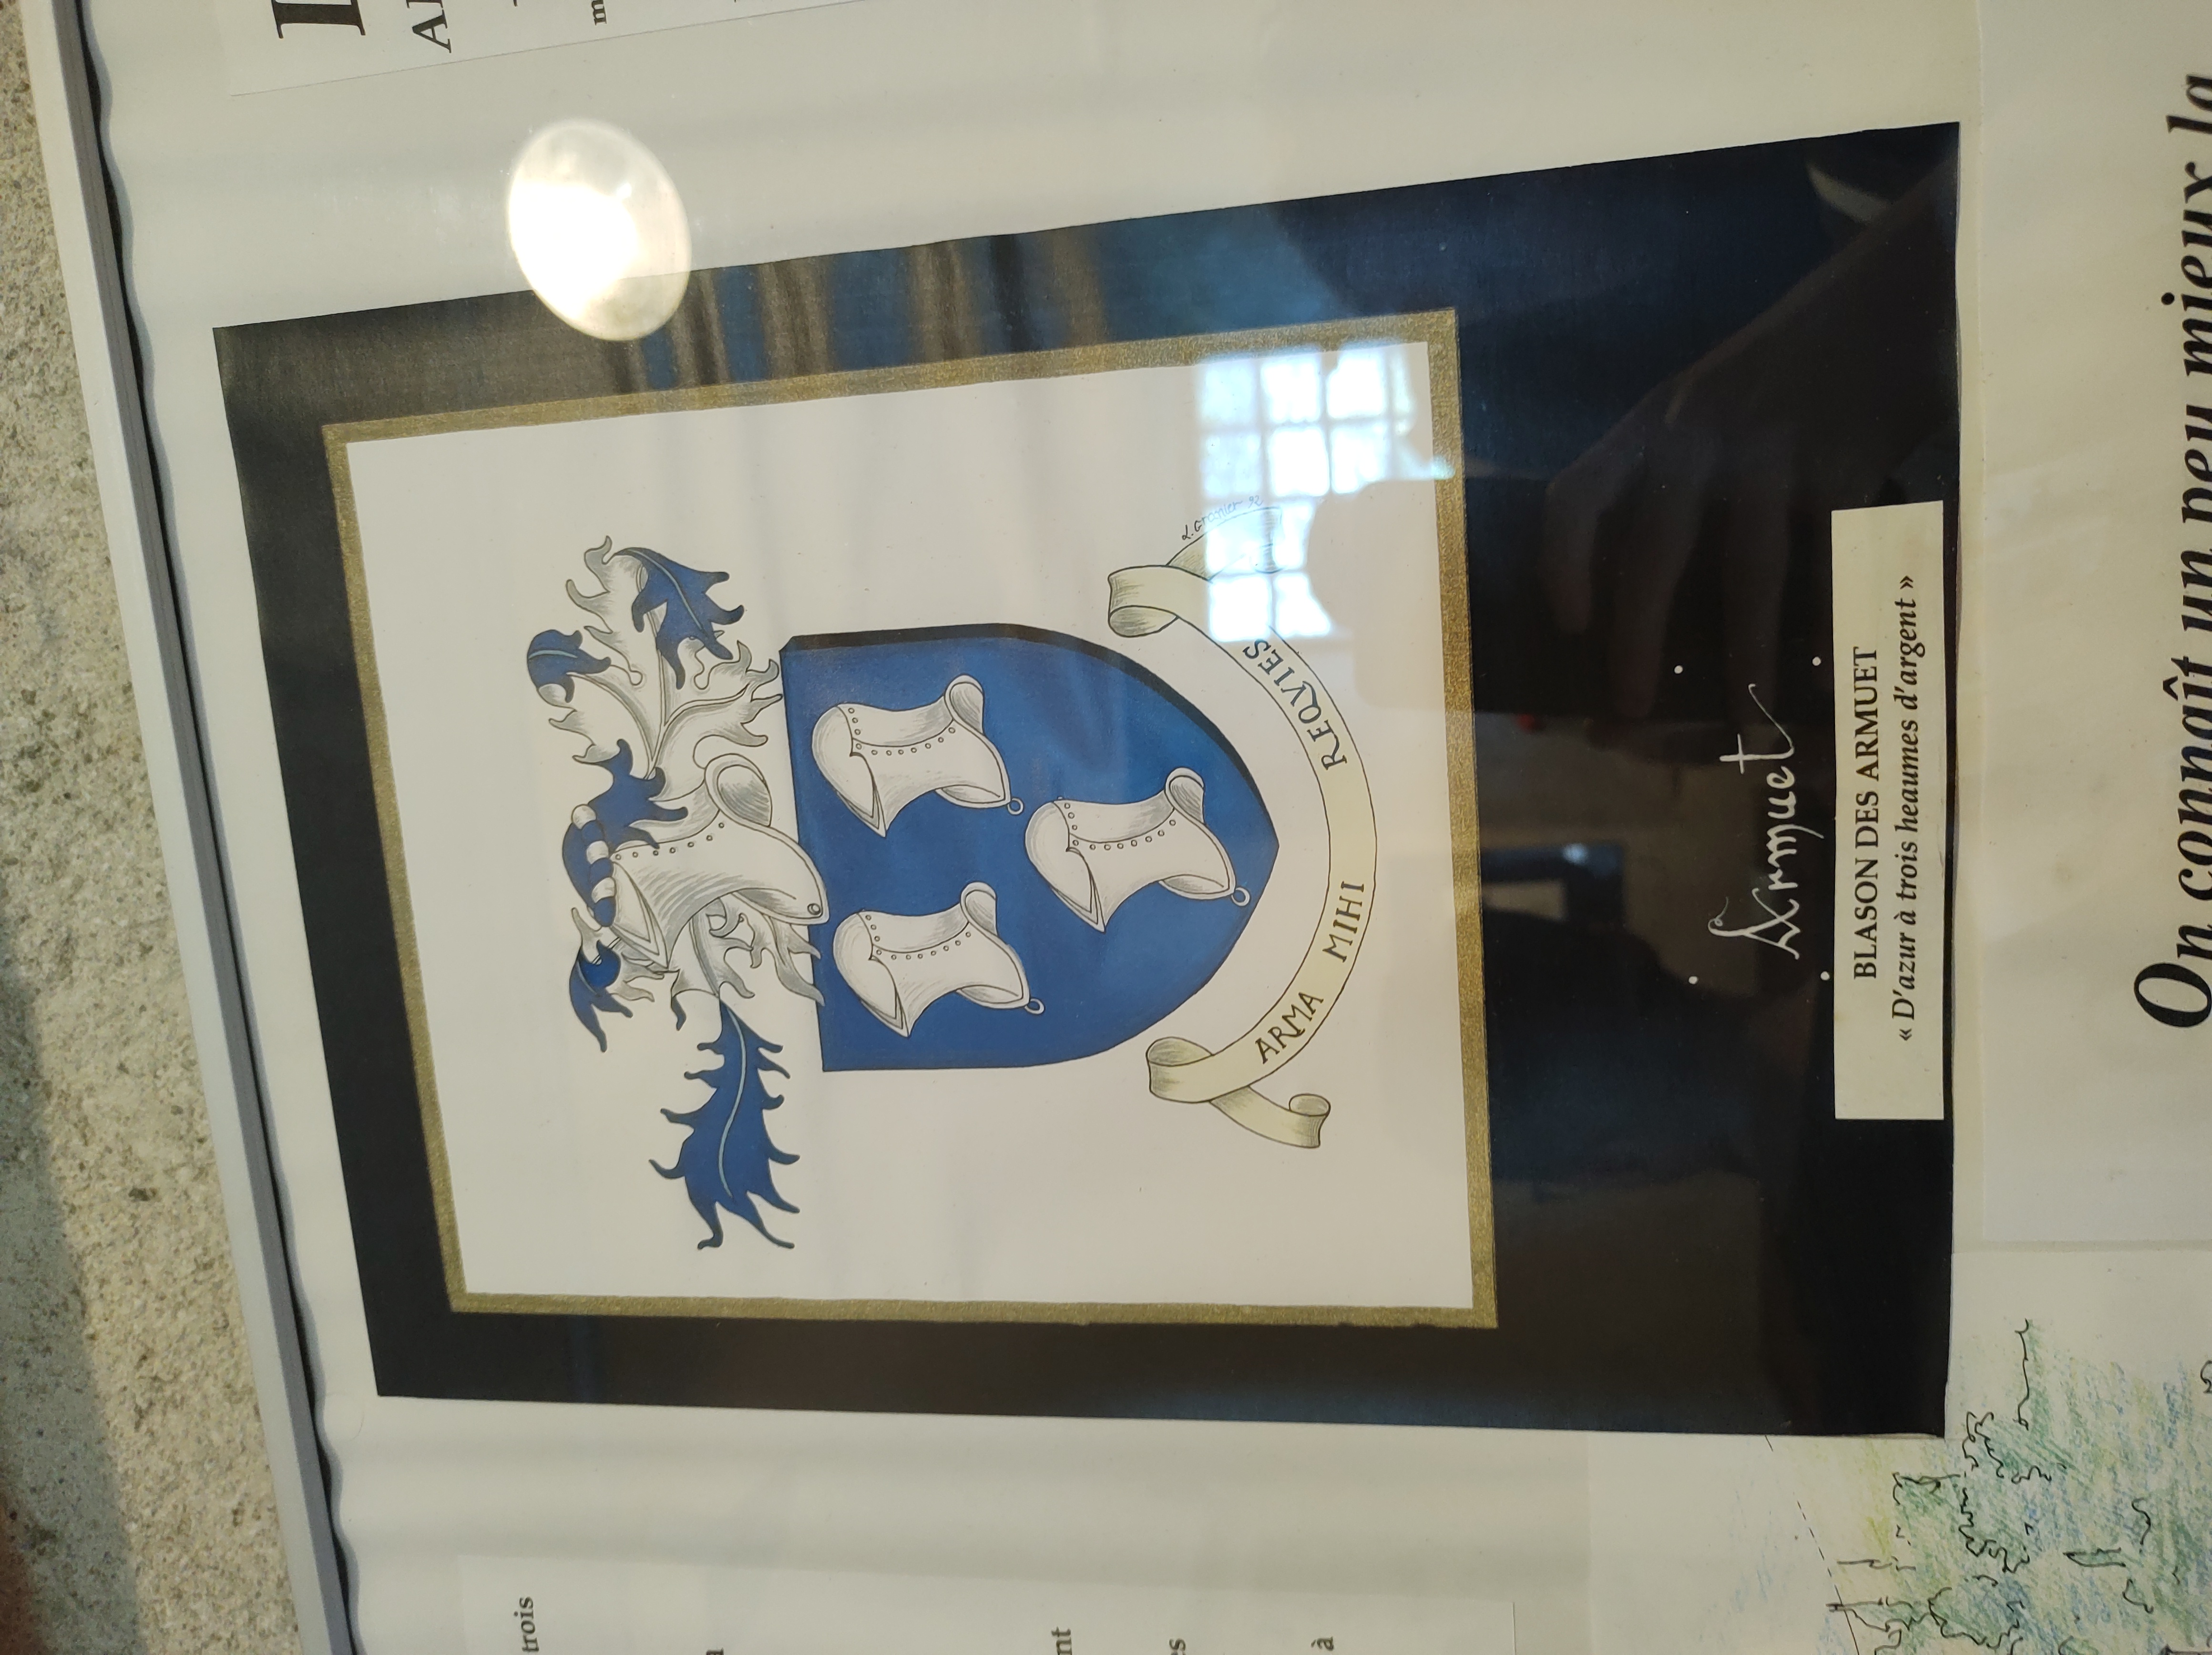 trois
nt
es
à
ARMA MIHI REQVIES
Armuet
BLASON DES ARMUET
« D'azur à trois heaumes d'argent »
On connaît un peu mieux la